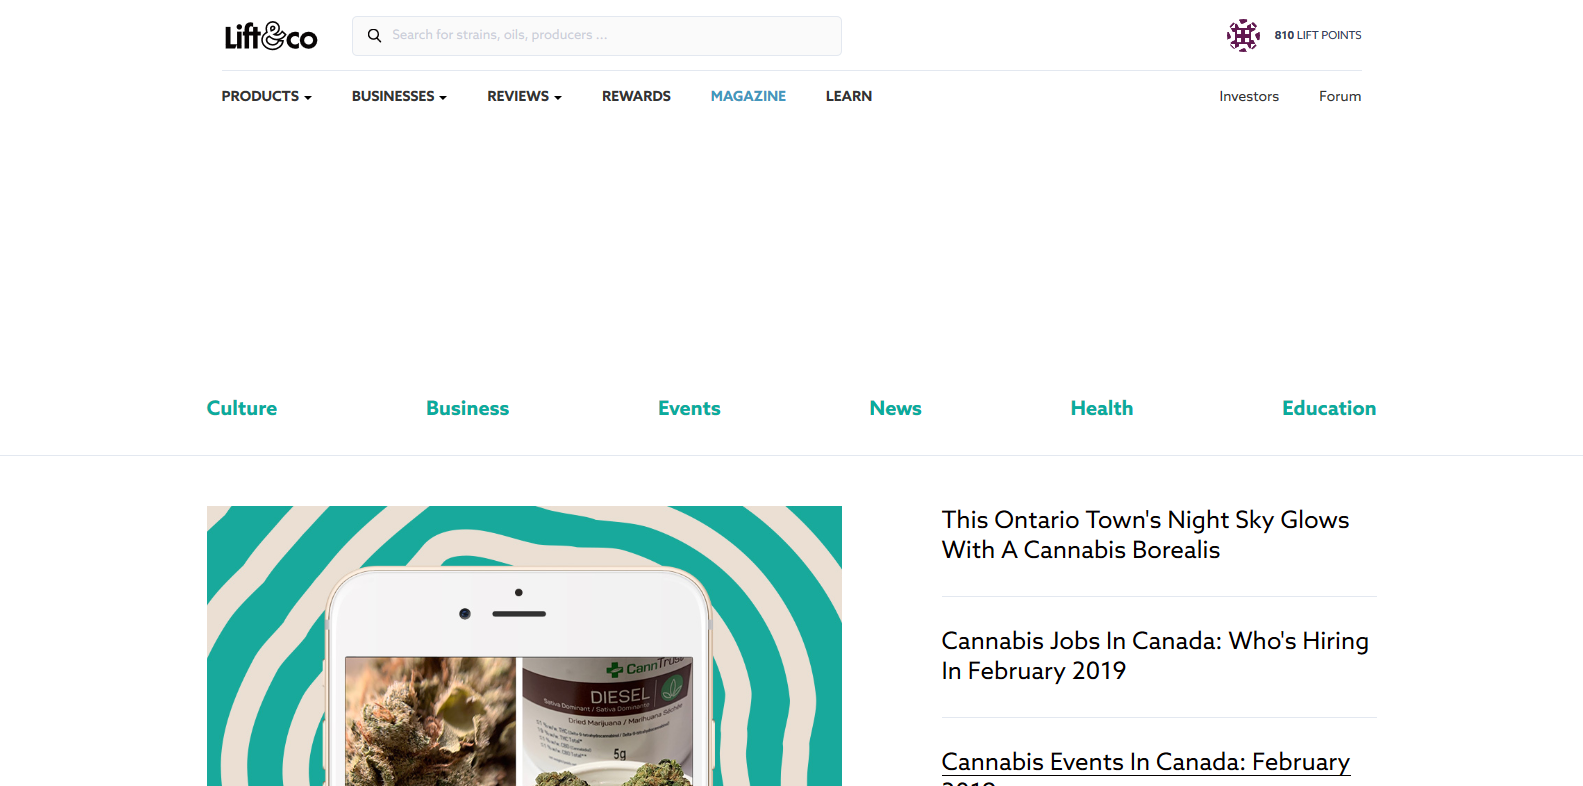 Lift&co
Search for strains, oils, producers ...
810 LIFT POINTS
PRODUCTS BUSINESSES REVIEWS REWARDS MAGAZINE LEARN Investors Forum
Culture Business Events News Health Education
This Ontario Town's Night Sky Glows
With A Cannabis Borealis
Cannabis Jobs In Canada: Who's Hiring
In February 2019
Cannabis Events In Canada: February
2019
CannTrust
DIESEL
Sativa Dominant / Sativa Dominante
Dried Marijuana / Marihuana Séchée
5g